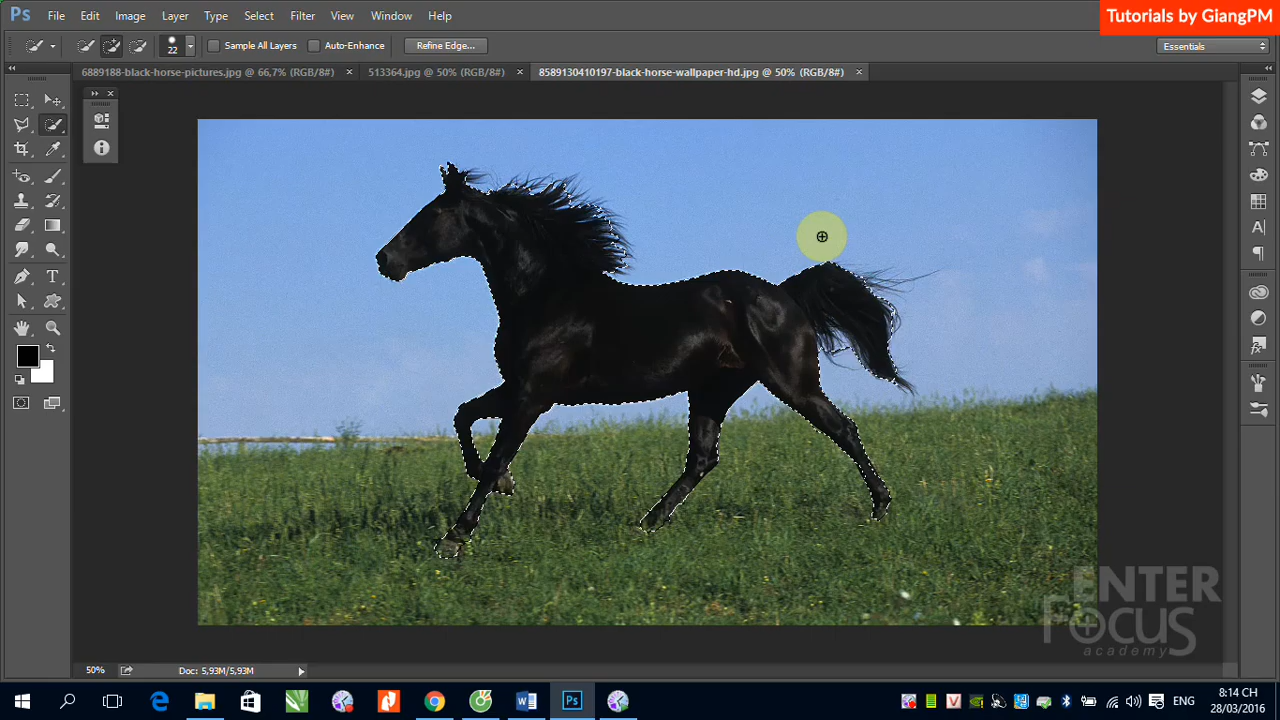 Ps File Edit Image Layer Type Select Filter View Window Help
Tutorials by GiangPM
22 Sample All Layers Auto-Enhance Refine Edge... Essentials
6889188-black-horse-pictures.jpg @ 66,7% (RGB/8#) × 513364.jpg @ 50% (RGB/8#) × 8589130410197-black-horse-wallpaper-hd.jpg @ 50% (RGB/8#) ×
ENTER
FOCUS
academy
50% Doc: 5,93M/5,93M
ENG
8:14 CH
28/03/2016